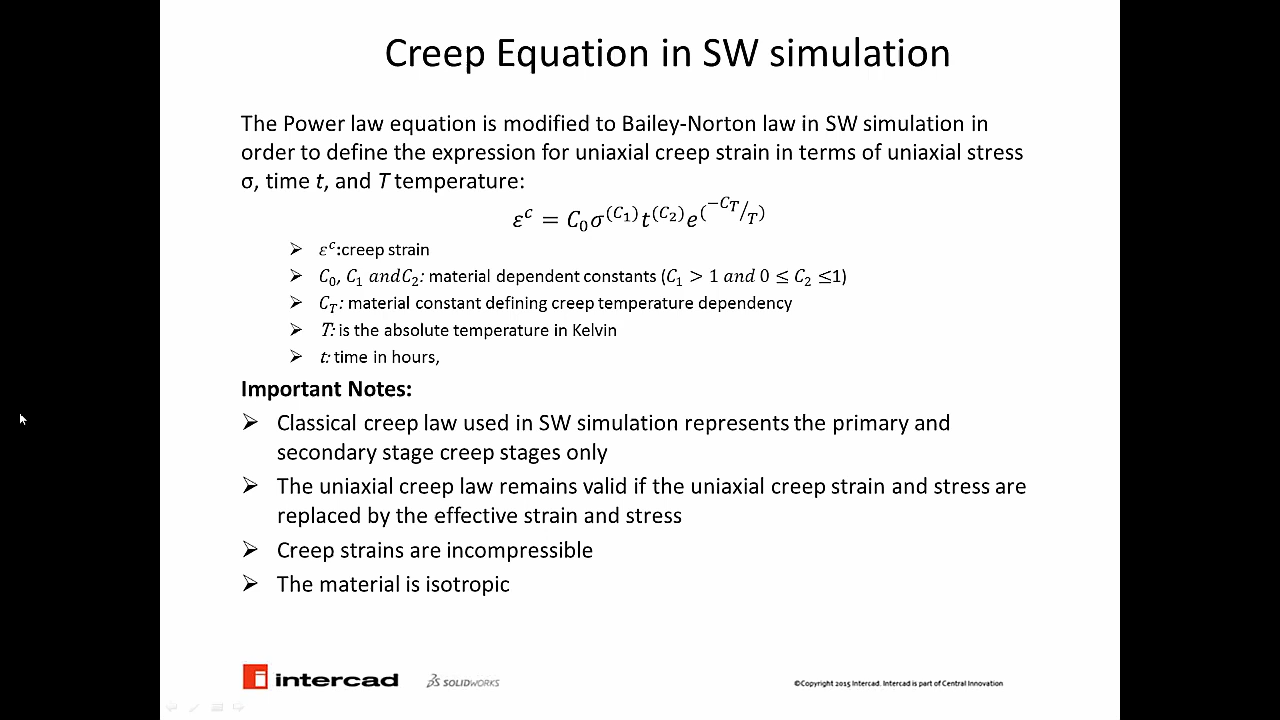 Creep Equation in SW simulation
The Power law equation is modified to Bailey-Norton law in SW simulation in
order to define the expression for uniaxial creep strain in terms of uniaxial stress
σ, time t, and T temperature:
εᶜ = C₀σ^(C₁)t^(C₂)e^(−C_T/T)
➢ εᶜ:creep strain
➢ C₀, C₁ andC₂: material dependent constants (C₁ > 1 and 0 ≤ C₂ ≤1)
➢ C_T: material constant defining creep temperature dependency
➢ T: is the absolute temperature in Kelvin
➢ t: time in hours,
Important Notes:
➢ Classical creep law used in SW simulation represents the primary and
secondary stage creep stages only
➢ The uniaxial creep law remains valid if the uniaxial creep strain and stress are
replaced by the effective strain and stress
➢ Creep strains are incompressible
➢ The material is isotropic
intercad SOLIDWORKS ©Copyright 2015 Intercad. Intercad is part of Central Innovation